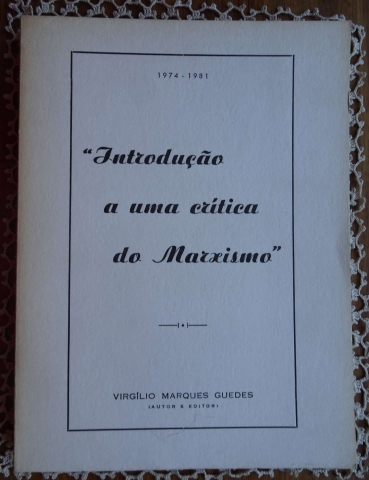 1974 - 1981
“Introdução
a uma crítica
do Marxismo”
VIRGÍLIO MARQUES GUEDES
(AUTOR E EDITOR)